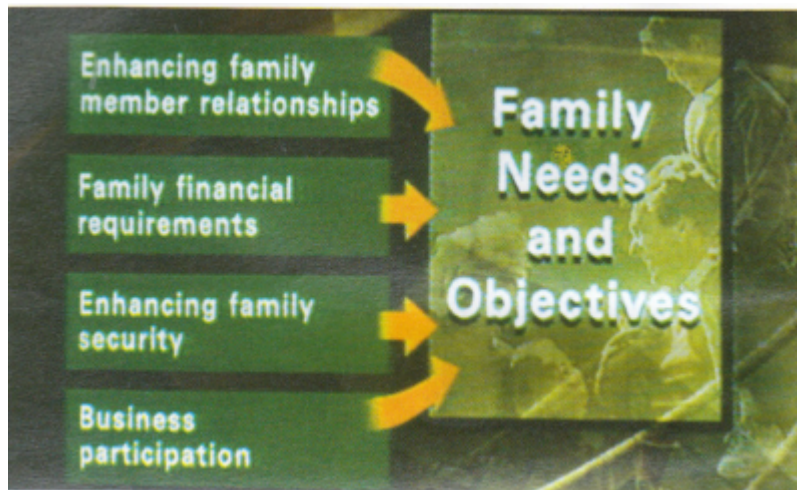 Enhancing family
member relationships
Family financial
requirements
Enhancing family
security
Business
participation
Family
Needs
and
Objectives